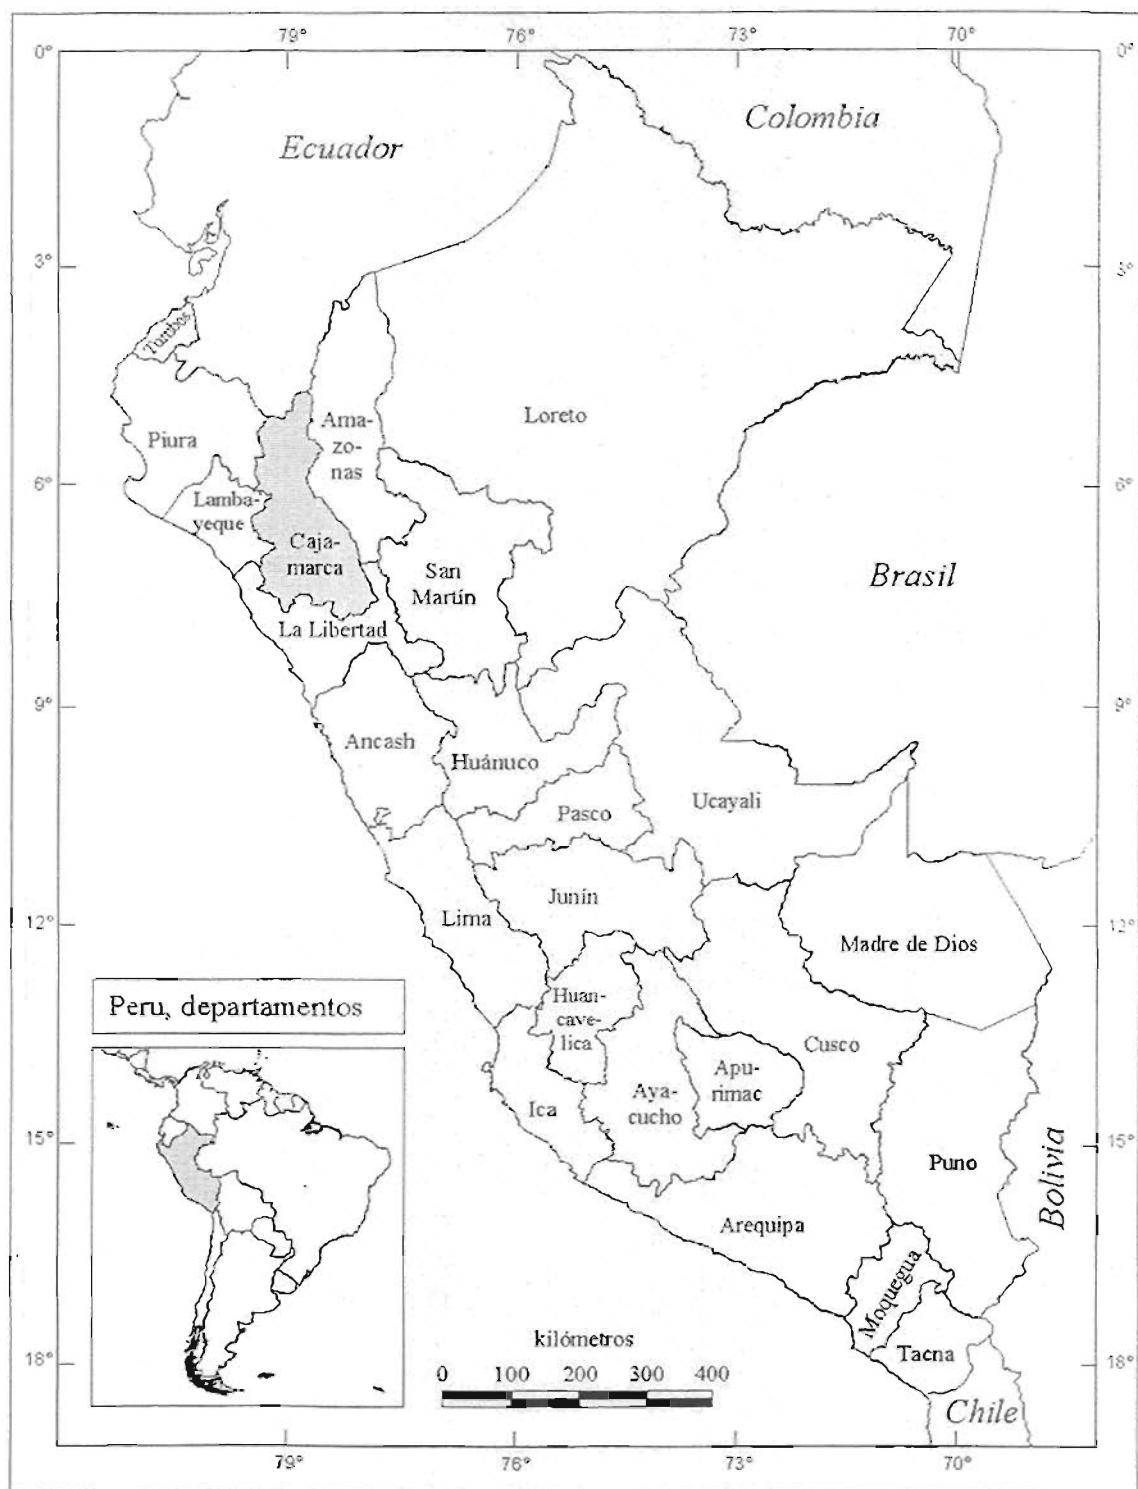 79° 76° 73° 70°
0° 0°
Colombia
Ecuador
3° 3°
Tumbes
Loreto
Ama-
zo-
nas
Piura
6° 6°
Lamba-
yeque
Caja-
marca
San
Martín
Brasil
La Libertad
9° 9°
Ancash
Huánuco
Pasco
Ucayali
Junín
Lima
12° 12°
Madre de Dios
Peru, departamentos
Huan-
cave-
lica
Cusco
Apu-
rimac
Aya-
cucho
Ica
15° 15°
Puno
Bolivia
Arequipa
Moquegua
kilómetros
Tacna
18° 18°
0 100 200 300 400
Chile
79° 76° 73° 70°